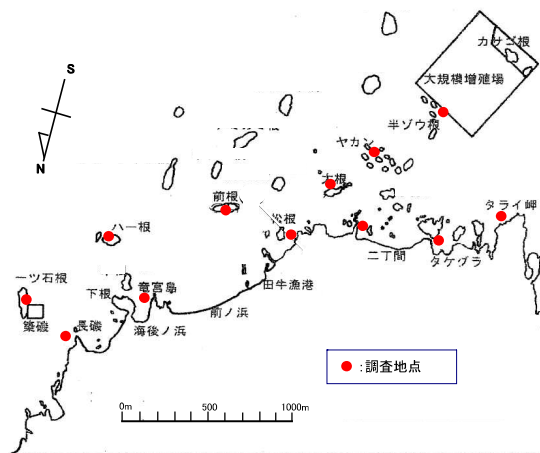 S
N
カサゴ根
大規模増殖場
半ゾウ根
ヤカン
大根
前根
松根
ハー根
タライ岬
二丁間
タケグラ
一ツ石根
竜宮島
下根
田牛漁港
前ノ浜
海後ノ浜
築磯
長磯
:調査地点
0m 500 1000m